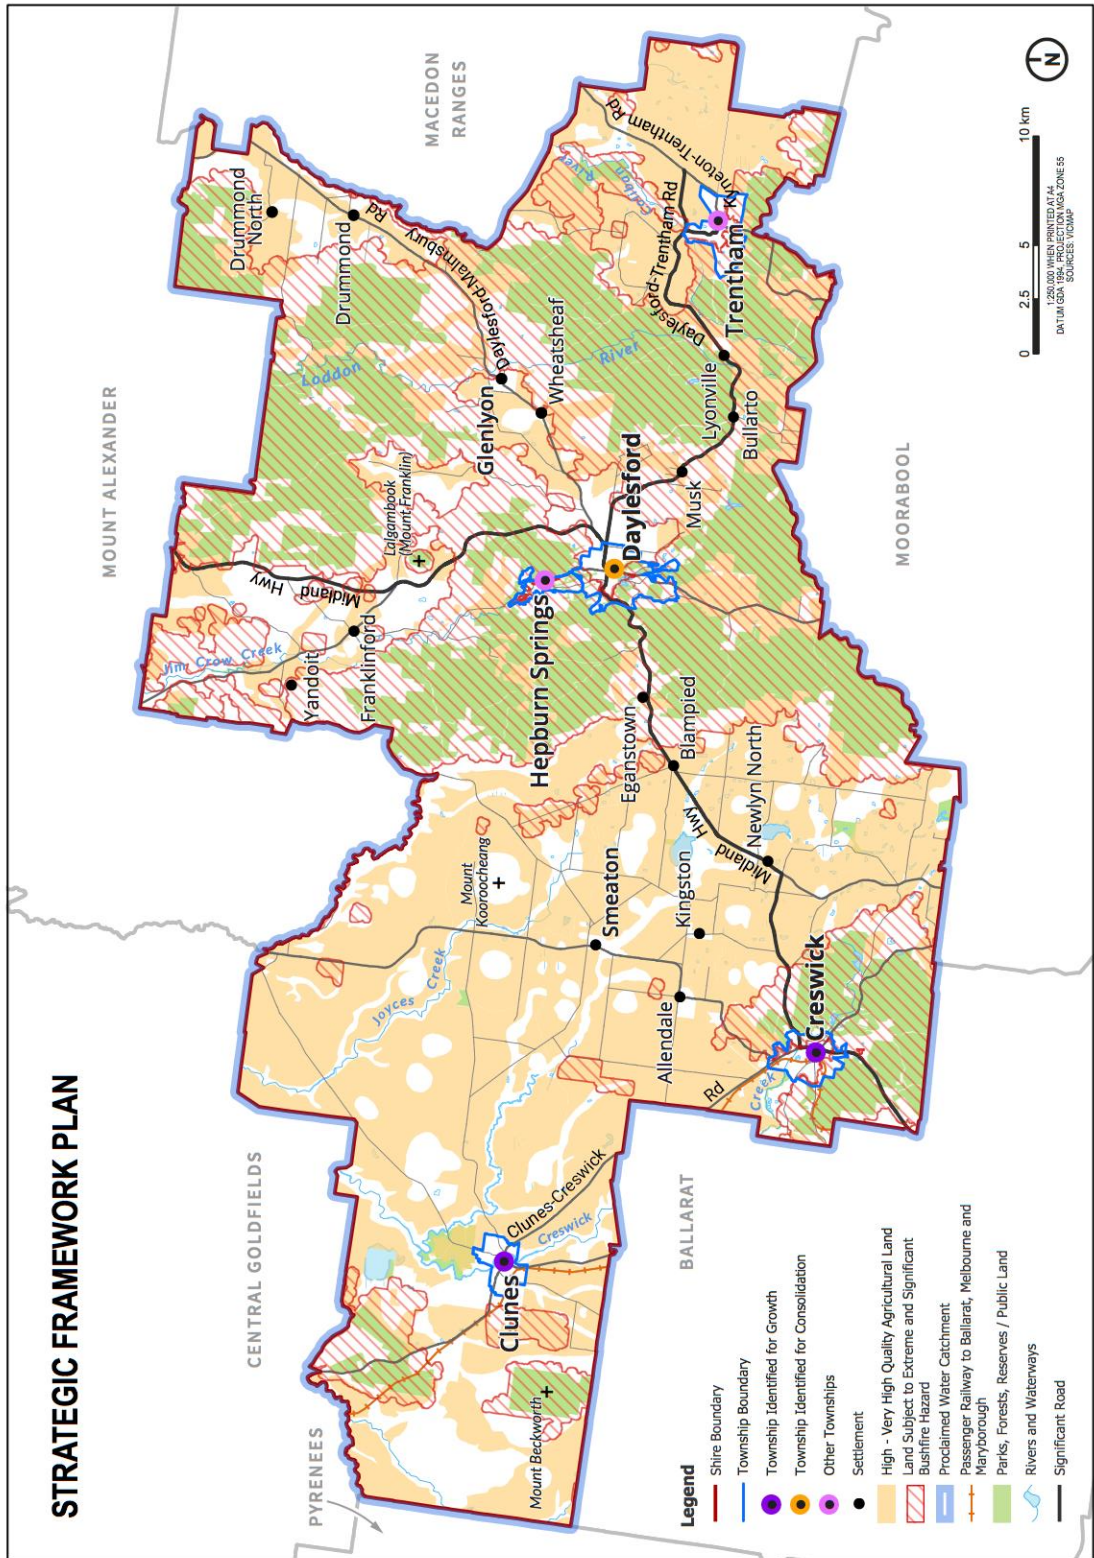 STRATEGIC FRAMEWORK PLAN
PYRENEES
CENTRAL GOLDFIELDS
MOUNT ALEXANDER
MACEDON
RANGES
BALLARAT
MOORABOOL
Mount Beckworth
Clunes
Clunes-Creswick
Rd
Creswick
Creek
Joyces Creek
Mount
Kooroocheang
Smeaton
Allendale
Kingston
Creswick
Newlyn North
Midland
Hwy
Blampied
Eganstown
Hepburn Springs
Daylesford
Yandoit
Franklinford
Jim Crow Creek
Midland
Hwy
Lalgambook
(Mount Franklin)
Glenlyon
Wheatsheaf
Daylesford-Malmsbury
Rd
Drummond
Drummond
North
Loddon
River
Musk
Bullarto
Lyonville
Daylesford-Trentham Rd
Trentham
Kyneton-Trentham Rd
Coliban
River
Legend
Shire Boundary
Township Boundary
Township Identified for Growth
Township Identified for Consolidation
Other Townships
Settlement
High - Very High Quality Agricultural Land
Land Subject to Extreme and Significant
Bushfire Hazard
Proclaimed Water Catchment
Passenger Railway to Ballarat, Melbourne and
Maryborough
Parks, Forests, Reserves / Public Land
Rivers and Waterways
Significant Road
0 2.5 5 10 km
1:250,000 WHEN PRINTED AT A4
DATUM GDA 1994, PROJECTION MGA ZONE 55
SOURCES: VICMAP
N